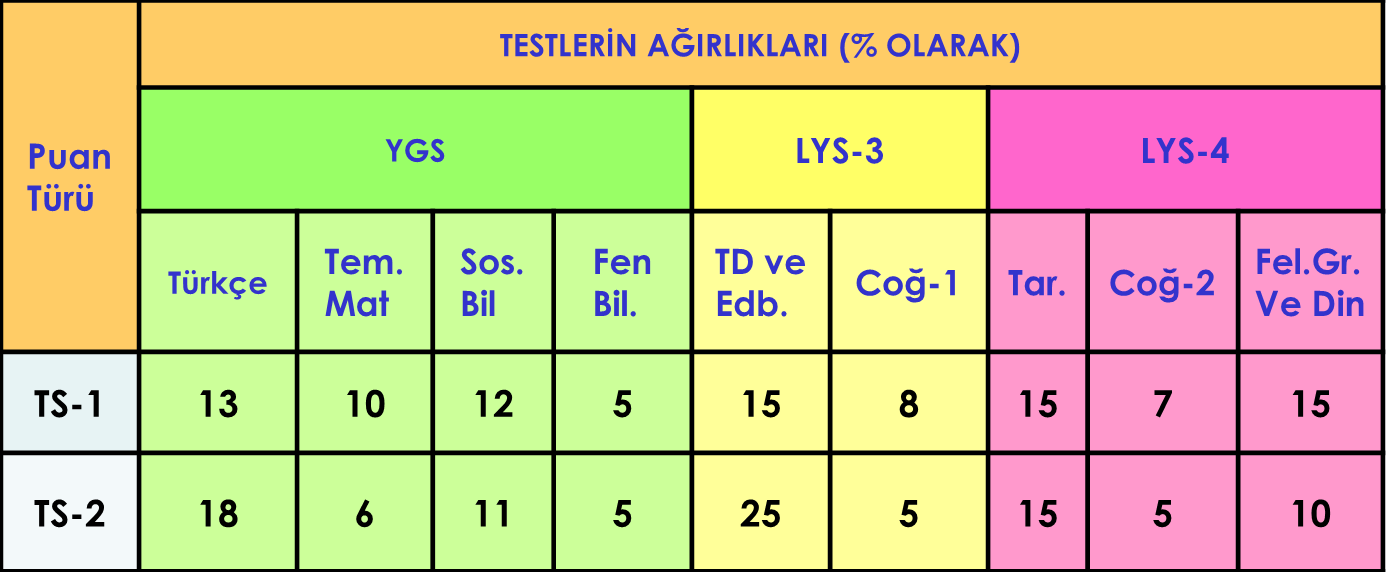 TESTLERİN AĞIRLIKLARI (% OLARAK)
Puan
Türü
YGS
LYS-3
LYS-4
Türkçe
Tem.
Mat
Sos.
Bil
Fen
Bil.
TD ve
Edb.
Coğ-1
Tar.
Coğ-2
Fel.Gr.
Ve Din
TS-1 13 10 12 5 15 8 15 7 15
TS-2 18 6 11 5 25 5 15 5 10